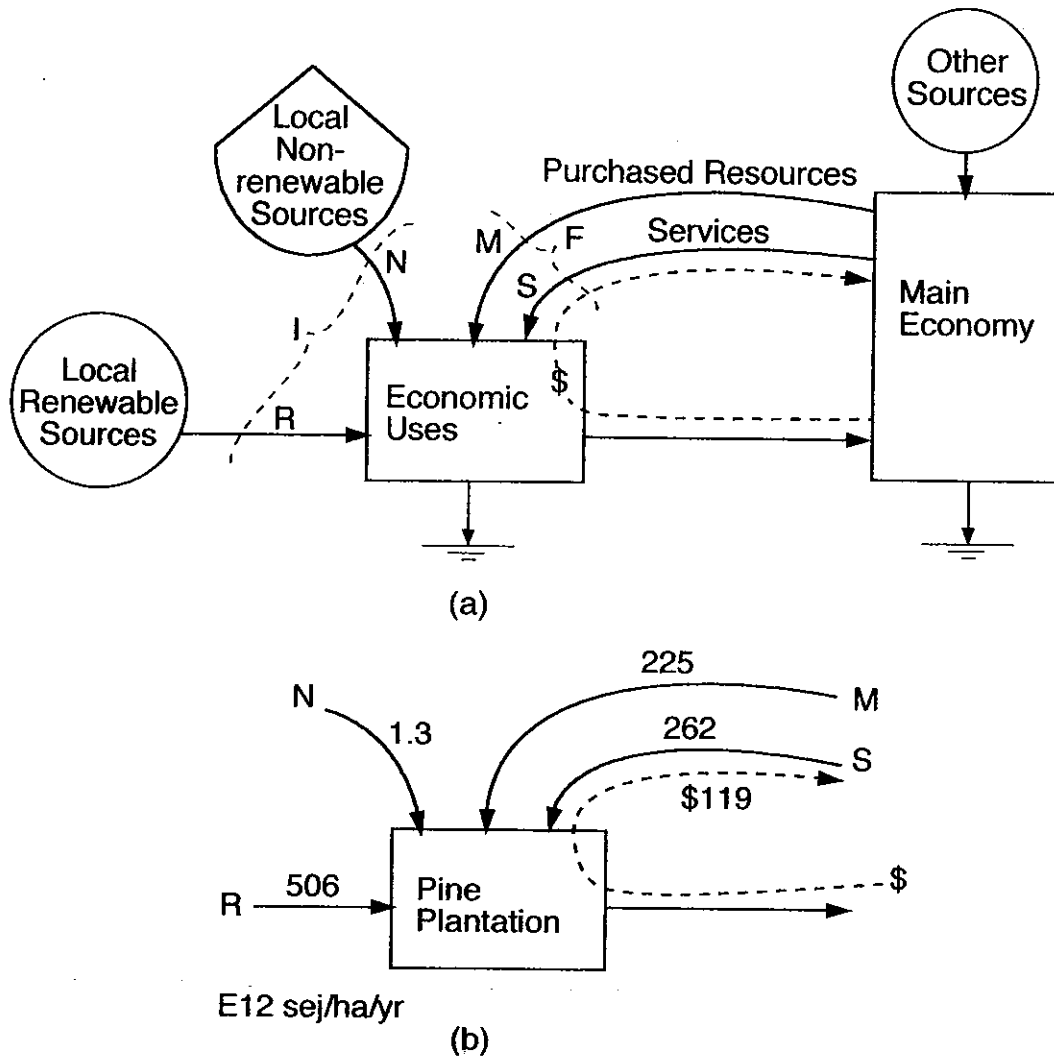 Other
Sources
Local
Non-
renewable
Sources
Purchased Resources
M
F
Services
N
S
I
Main
Economy
Local
Renewable
Sources
R
Economic
Uses
$
(a)
225
N
M
1.3
262
S
$119
506
R
Pine
Plantation
$
E12 sej/ha/yr
(b)